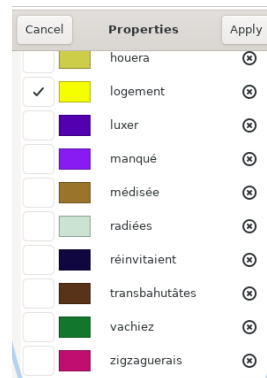 Cancel Properties Apply
houera
logement
luxer
manqué
médisée
radiées
réinvitaient
transbahutâtes
vachiez
zigzaguerais